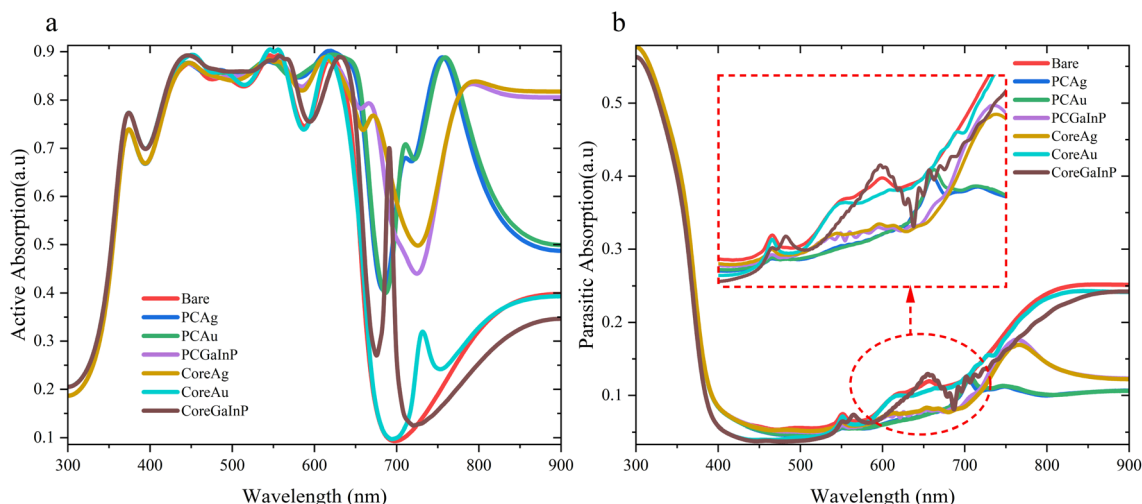 a
Active Absorption(a.u)
0.9
0.8
0.7
0.6
0.5
0.4
0.3
0.2
0.1
Bare
PCAg
PCAu
PCGaInP
CoreAg
CoreAu
CoreGaInP
300
400
500
600
700
800
900
Wavelength (nm)
b
Parasitic Absorption(a.u)
0.5
0.4
0.3
0.2
0.1
Bare
PCAg
PCAu
PCGaInP
CoreAg
CoreAu
CoreGaInP
300
400
500
600
700
800
900
Wavelength (nm)